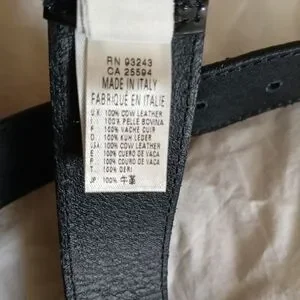 RN 93243
CA 25594
MADE IN ITALY
FABRIQUÉ EN ITALIE
U.K.: 100% COW LEATHER
I.: 100% PELLE BOVINA
F.: 100% VACHE CUIR
D.: 100% KUH LEDER
USA: 100% COW LEATHER
E.: 100% CUERO DE VACA
P.: 100% COURO DE VACA
T.: 100% DERI
JP.: 100% 牛革